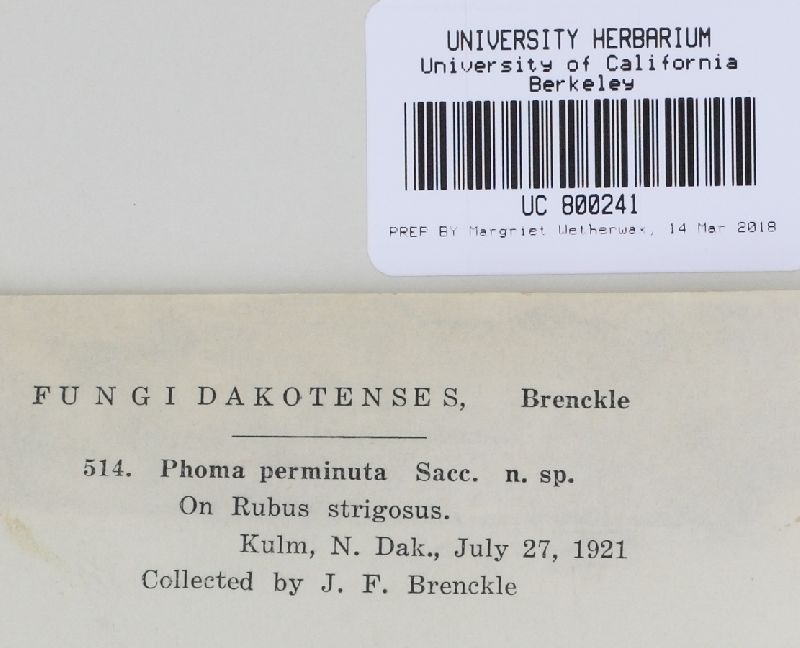 UNIVERSITY HERBARIUM
University of California
Berkeley
UC 800241
PREP BY Margriet Wetherwax, 14 Mar 2018
FUNGI DAKOTENSES, Brenckle
514. Phoma perminuta Sacc. n. sp.
On Rubus strigosus.
Kulm, N. Dak., July 27, 1921
Collected by J. F. Brenckle